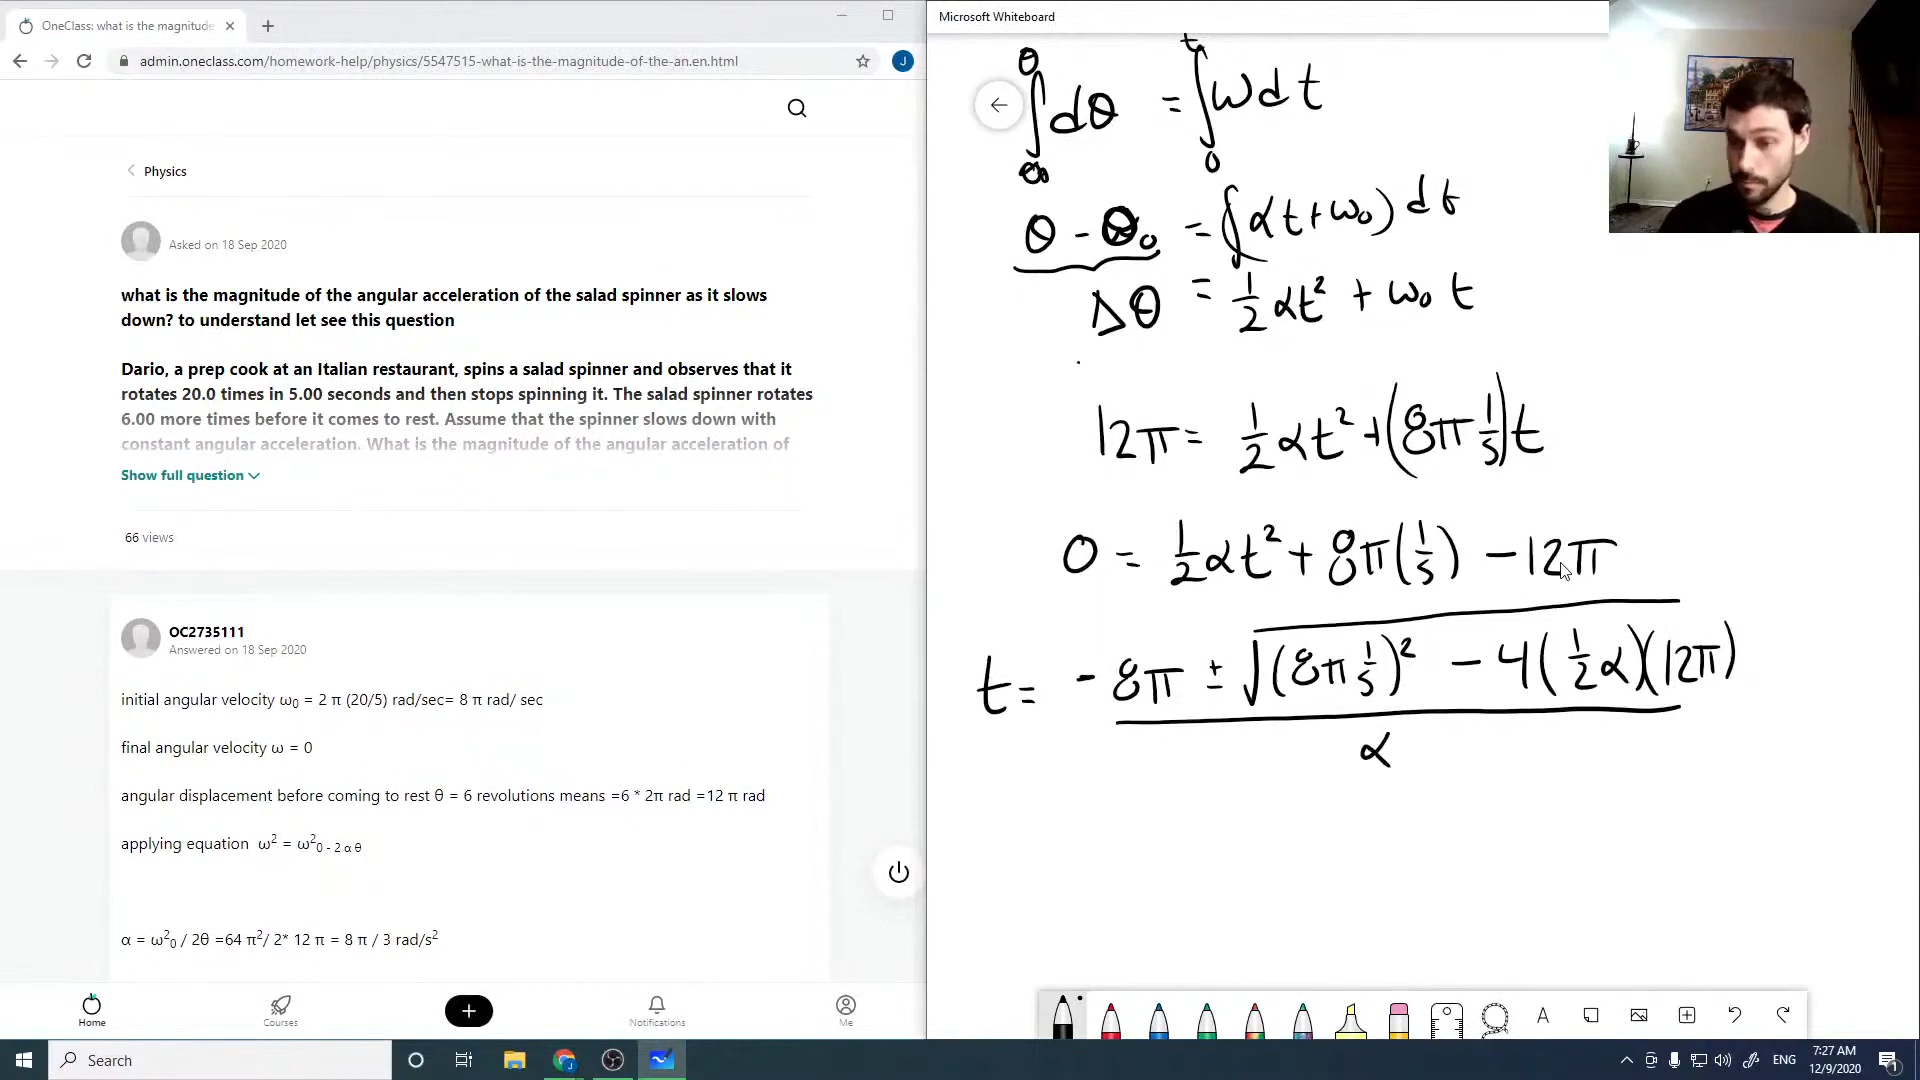 OneClass: what is the magnitude
admin.oneclass.com/homework-help/physics/5547515-what-is-the-magnitude-of-the-an.en.html
J
Physics
Asked on 18 Sep 2020
what is the magnitude of the angular acceleration of the salad spinner as it slows
down? to understand let see this question
Dario, a prep cook at an Italian restaurant, spins a salad spinner and observes that it
rotates 20.0 times in 5.00 seconds and then stops spinning it. The salad spinner rotates
6.00 more times before it comes to rest. Assume that the spinner slows down with
constant angular acceleration. What is the magnitude of the angular acceleration of
Show full question
66 views
OC2735111
Answered on 18 Sep 2020
initial angular velocity ω₀ = 2 π (20/5) rad/sec= 8 π rad/ sec
final angular velocity ω = 0
angular displacement before coming to rest θ = 6 revolutions means =6 * 2π rad =12 π rad
applying equation ω² = ω²₀ ₋ ₂ α θ
α = ω²₀ / 2θ =64 π²/ 2* 12 π = 8 π / 3 rad/s²
Home
Courses
Notifications
Me
Microsoft Whiteboard
∫_{θ₀}^{θ} dθ = ∫_{0}^{t} ω dt
θ - θ₀ = ∫(αt + ω₀) dt
Δθ = ½ αt² + ω₀ t
12π = ½ αt² + (8π 1/s) t
0 = ½ αt² + 8π(1/s) - 12π
t = -8π ± √((8π 1/s)² - 4(½ α)(12π)
α
A
Search
ENG
7:27 AM
12/9/2020
1